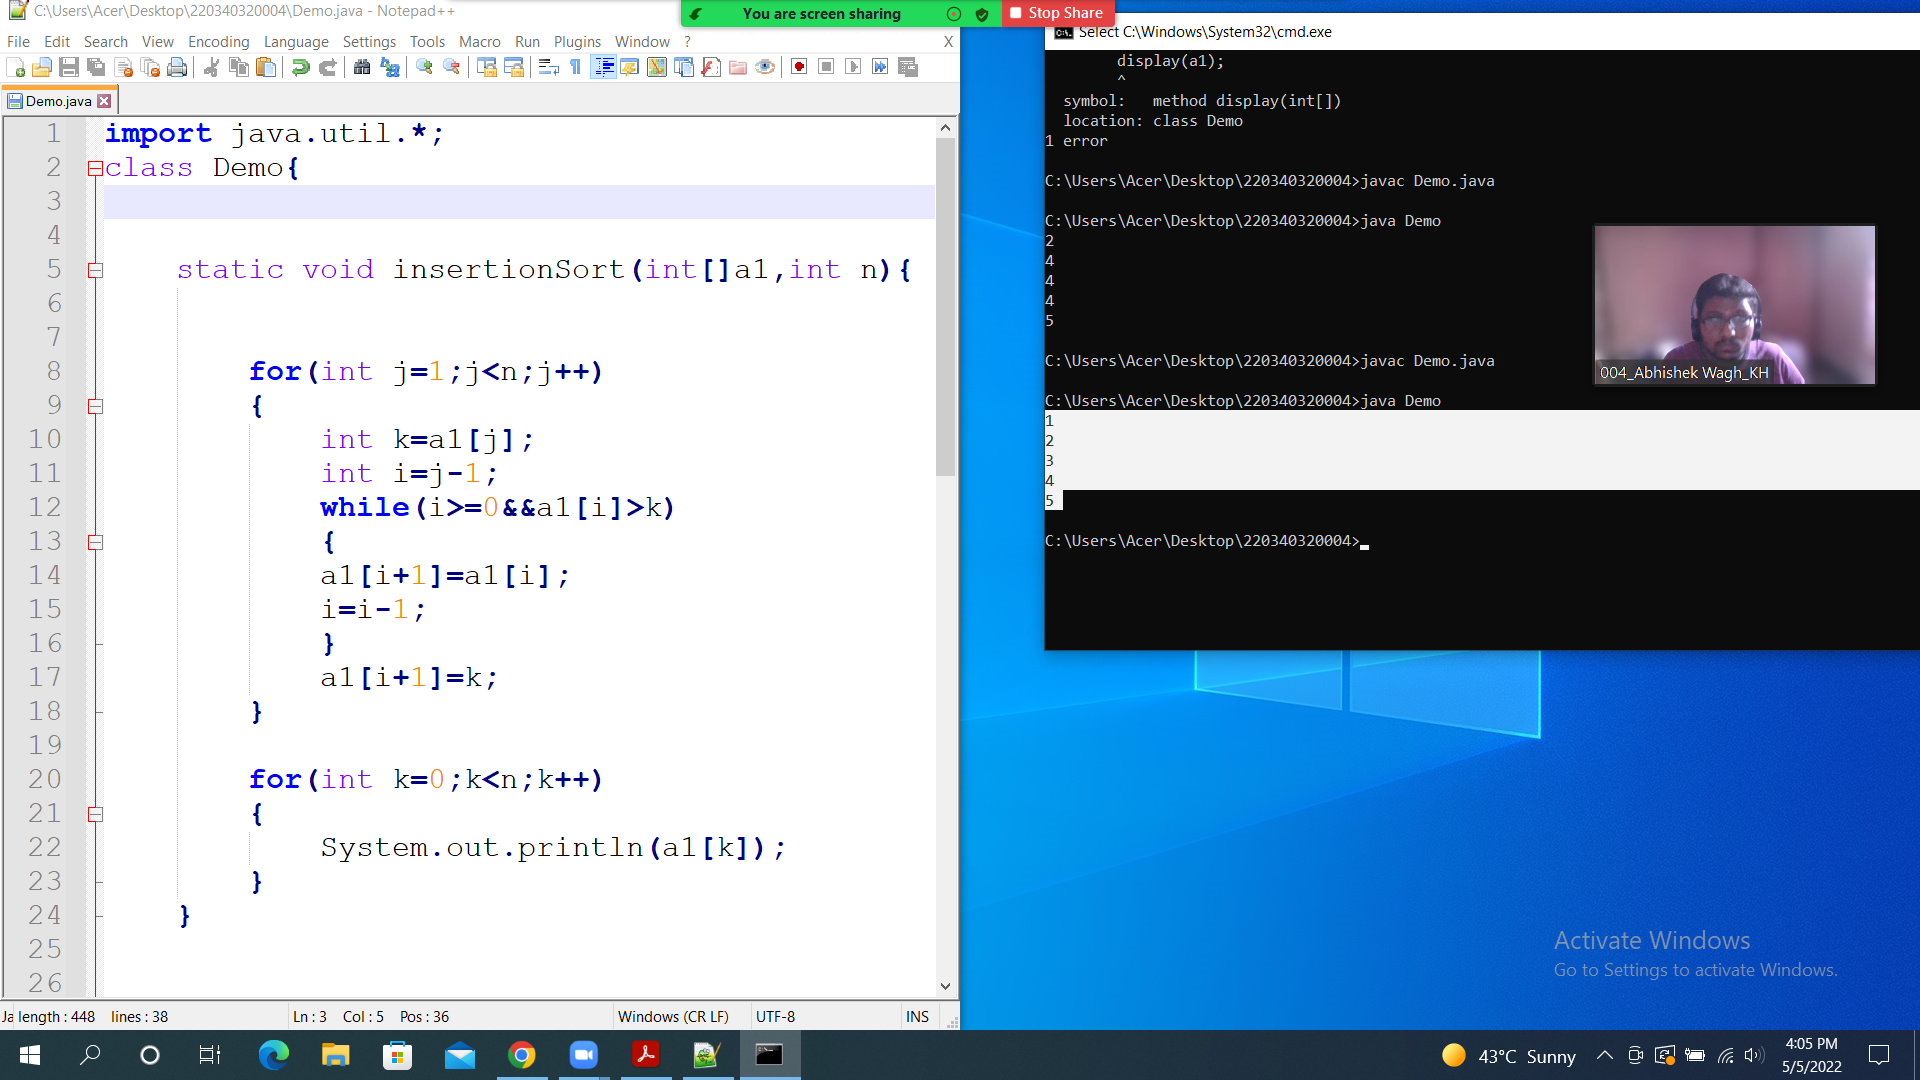 C:\Users\Acer\Desktop\220340320004\Demo.java - Notepad++
You are screen sharing
Stop Share
File Edit Search View Encoding Language Settings Tools Macro Run Plugins Window ? X
Demo.java
1 import java.util.*;
2 class Demo{
3
4
5 static void insertionSort(int[]a1,int n){
6
7
8 for(int j=1;j<n;j++)
9 {
10 int k=a1[j];
11 int i=j-1;
12 while(i>=0&&a1[i]>k)
13 {
14 a1[i+1]=a1[i];
15 i=i-1;
16 }
17 a1[i+1]=k;
18 }
19
20 for(int k=0;k<n;k++)
21 {
22 System.out.println(a1[k]);
23 }
24 }
25
26
Ja length : 448 lines : 38 Ln : 3 Col : 5 Pos : 36 Windows (CR LF) UTF-8 INS
Select C:\Windows\System32\cmd.exe
display(a1);
^
symbol: method display(int[])
location: class Demo
1 error
C:\Users\Acer\Desktop\220340320004>javac Demo.java
C:\Users\Acer\Desktop\220340320004>java Demo
2
4
4
4
5
C:\Users\Acer\Desktop\220340320004>javac Demo.java
C:\Users\Acer\Desktop\220340320004>java Demo
1
2
3
4
5
C:\Users\Acer\Desktop\220340320004>
004_Abhishek Wagh_KH
Activate Windows
Go to Settings to activate Windows.
43°C Sunny
4:05 PM
5/5/2022